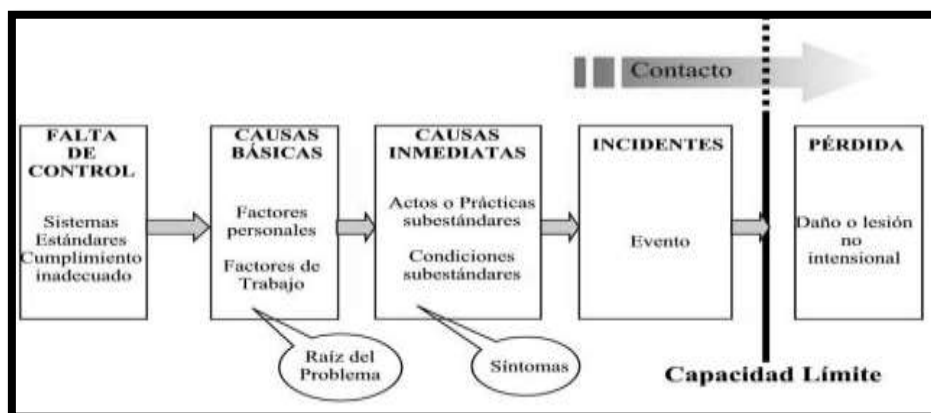 Contacto
FALTA
DE
CONTROL
Sistemas
Estándares
Cumplimiento
inadecuado
CAUSAS
BÁSICAS
Factores
personales
Factores de
Trabajo
Raíz del
Problema
CAUSAS
INMEDIATAS
Actos o Prácticas
subestándares
Condiciones
subestándares
Síntomas
INCIDENTES
Evento
PÉRDIDA
Daño o lesión
no
intensional
Capacidad Límite